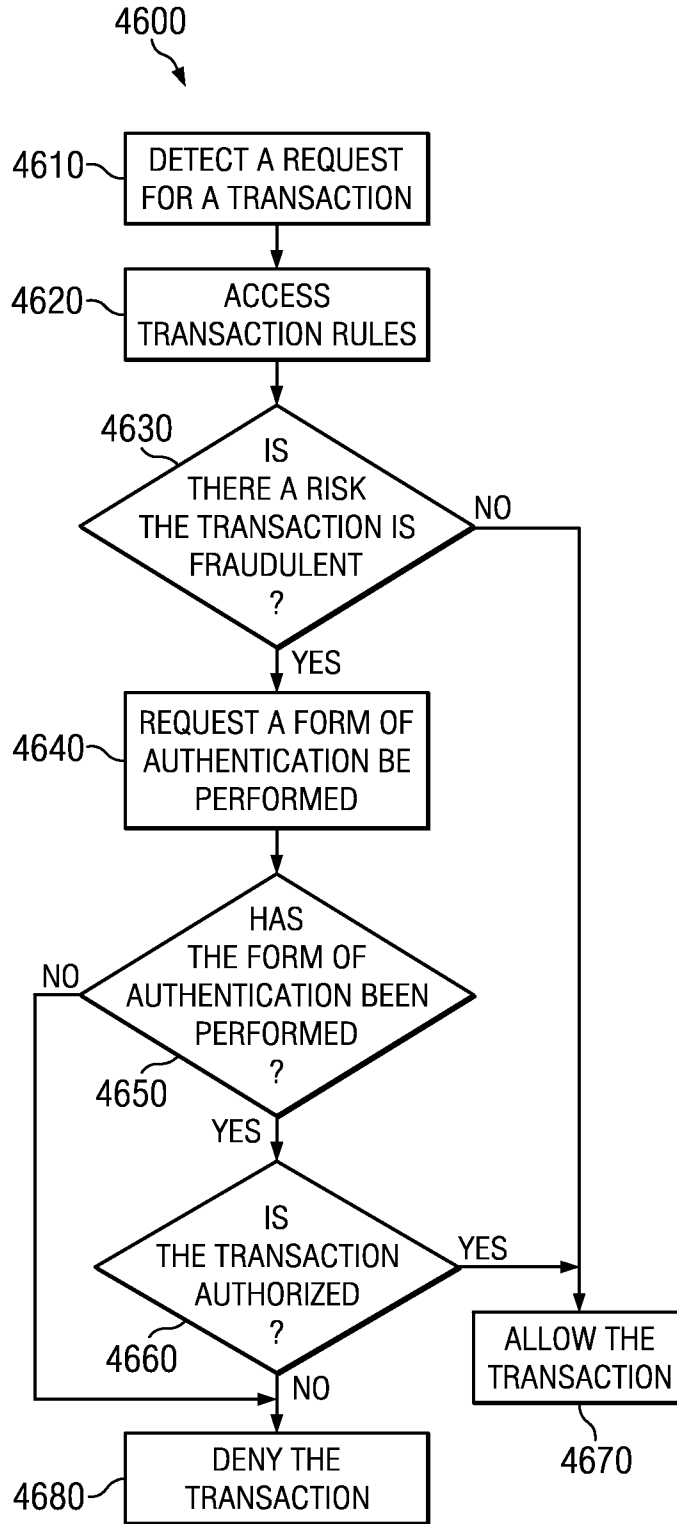 4600
4610
DETECT A REQUEST
FOR A TRANSACTION
4620
ACCESS
TRANSACTION RULES
4630
IS
THERE A RISK
THE TRANSACTION IS
FRAUDULENT
?
NO
YES
4640
REQUEST A FORM OF
AUTHENTICATION BE
PERFORMED
HAS
THE FORM OF
AUTHENTICATION BEEN
PERFORMED
?
NO
4650
YES
IS
THE TRANSACTION
AUTHORIZED
?
YES
4660
NO
ALLOW THE
TRANSACTION
4670
DENY THE
TRANSACTION
4680